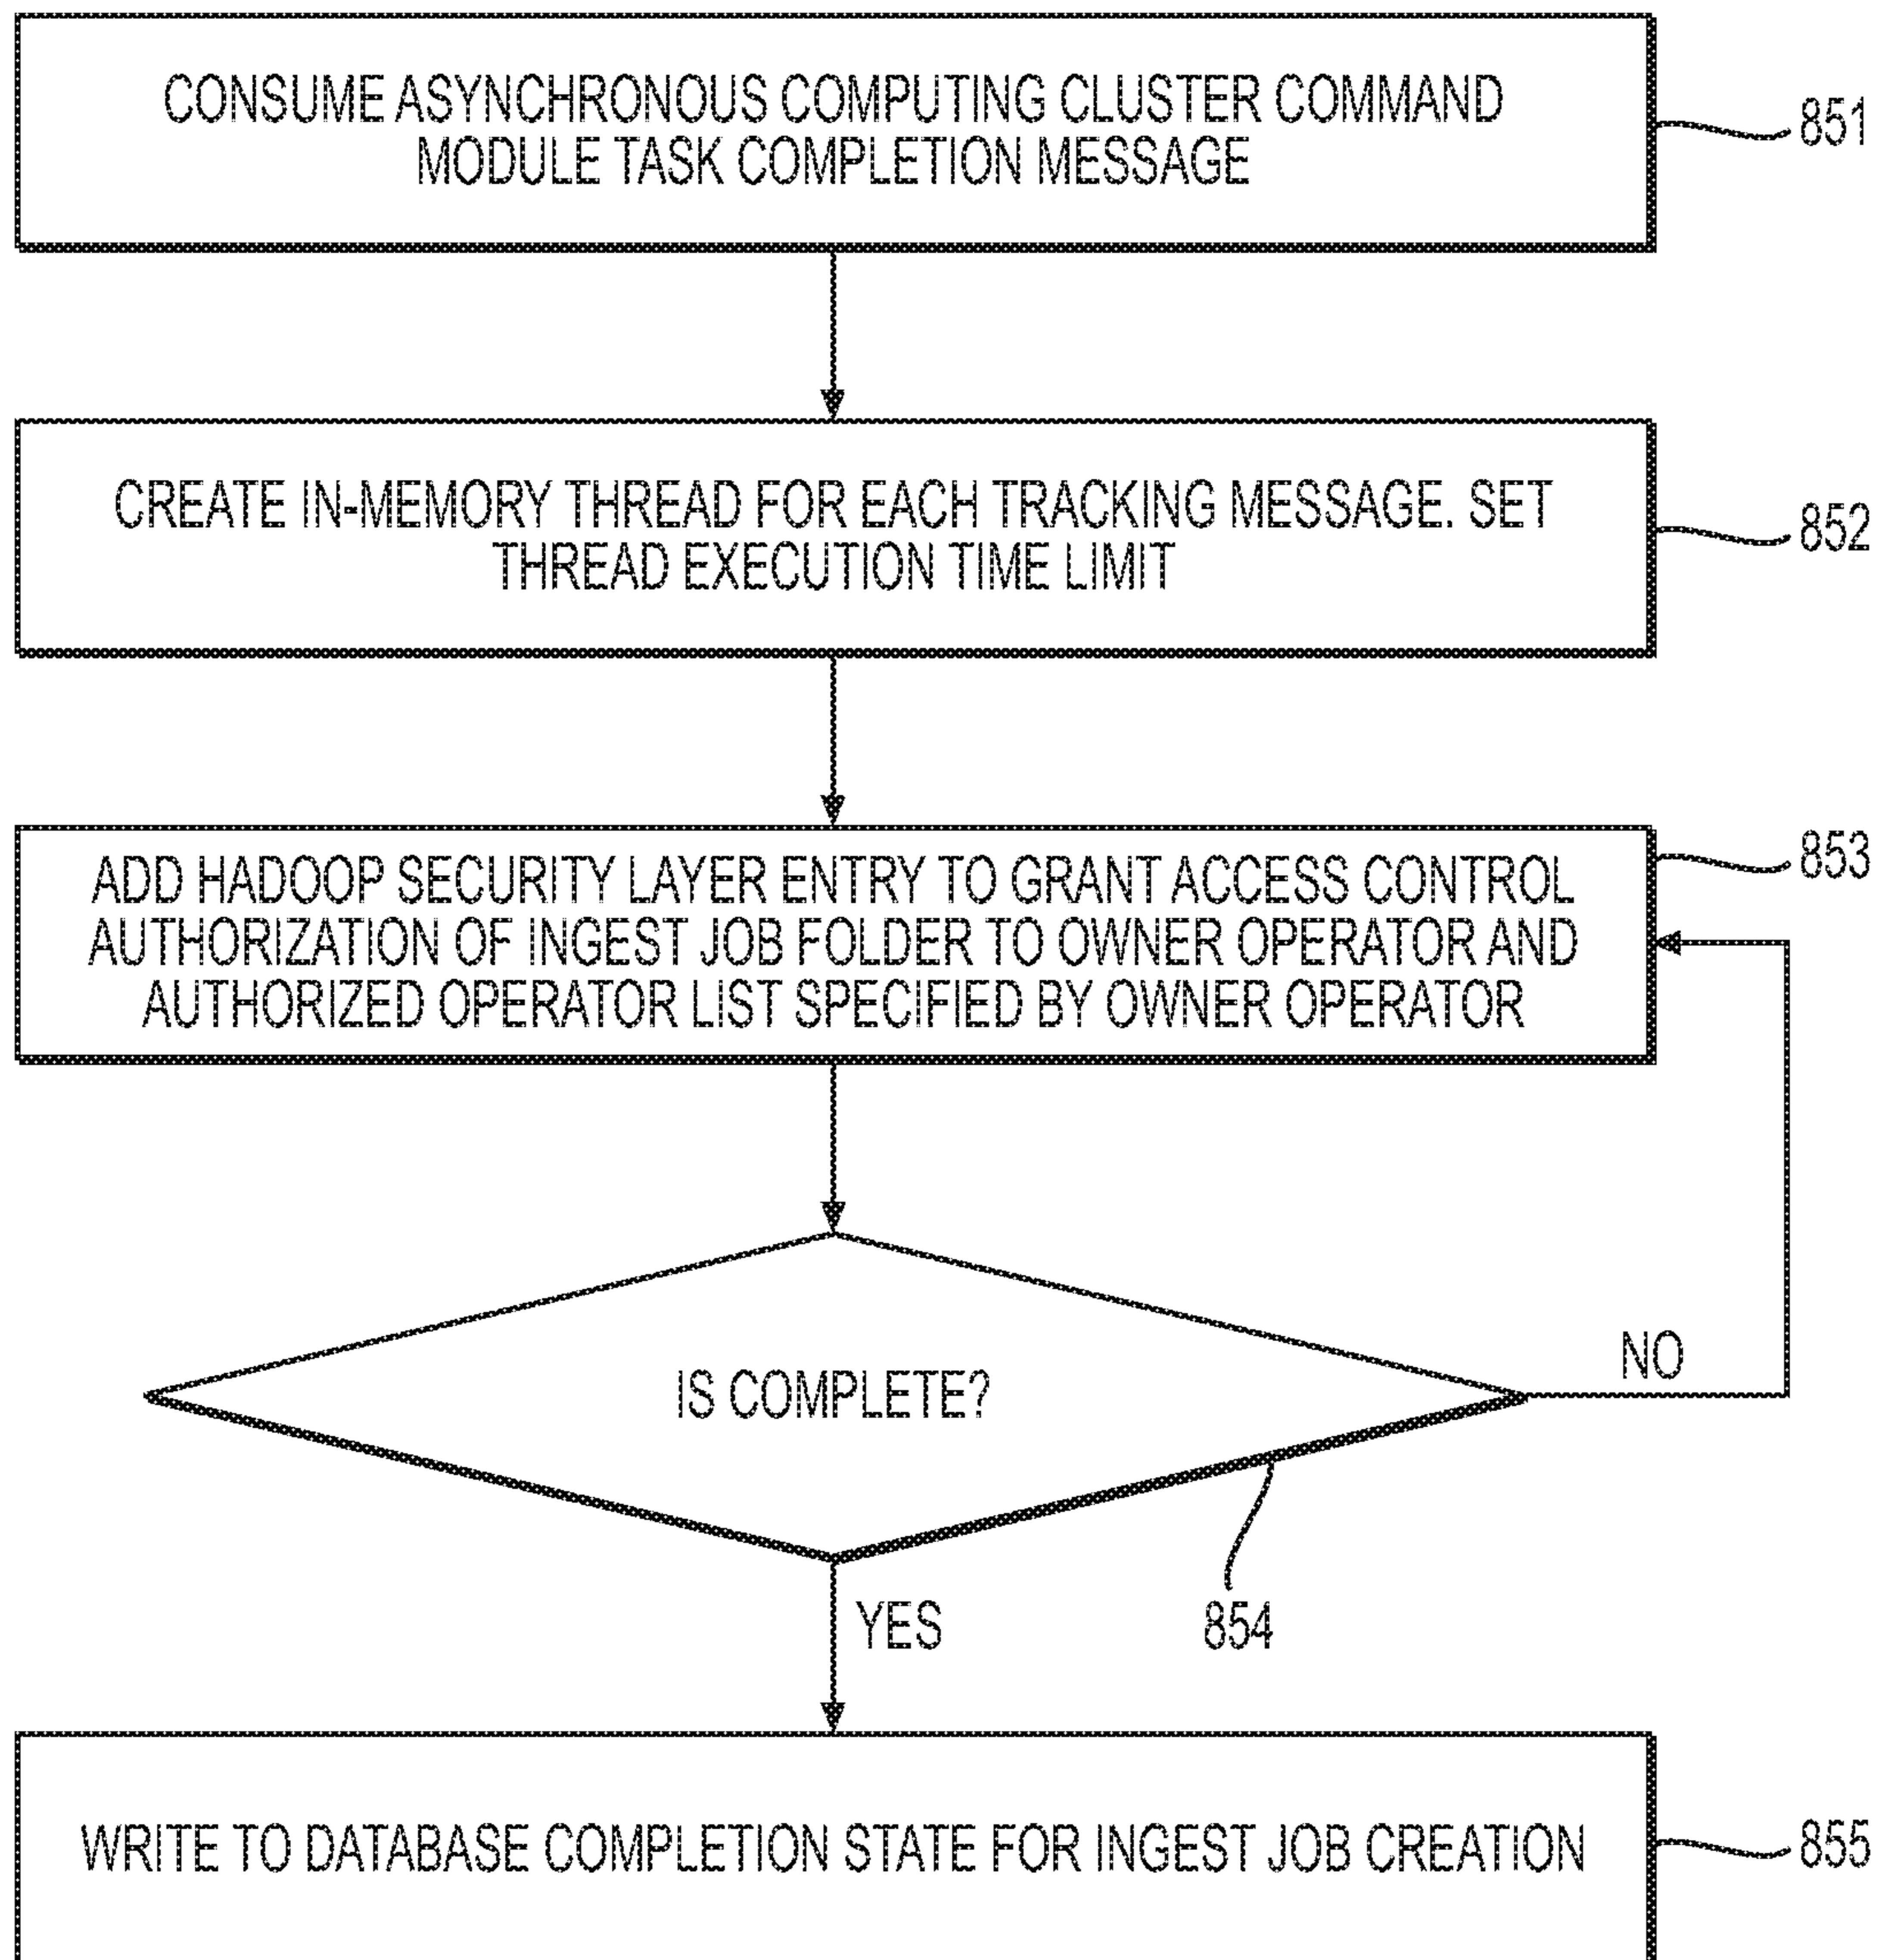 CONSUME ASYNCHRONOUS COMPUTING CLUSTER COMMAND
MODULE TASK COMPLETION MESSAGE
851
CREATE IN-MEMORY THREAD FOR EACH TRACKING MESSAGE. SET
THREAD EXECUTION TIME LIMIT
852
ADD HADOOP SECURITY LAYER ENTRY TO GRANT ACCESS CONTROL
AUTHORIZATION OF INGEST JOB FOLDER TO OWNER OPERATOR AND
AUTHORIZED OPERATOR LIST SPECIFIED BY OWNER OPERATOR
853
IS COMPLETE?
NO
YES
854
WRITE TO DATABASE COMPLETION STATE FOR INGEST JOB CREATION
855